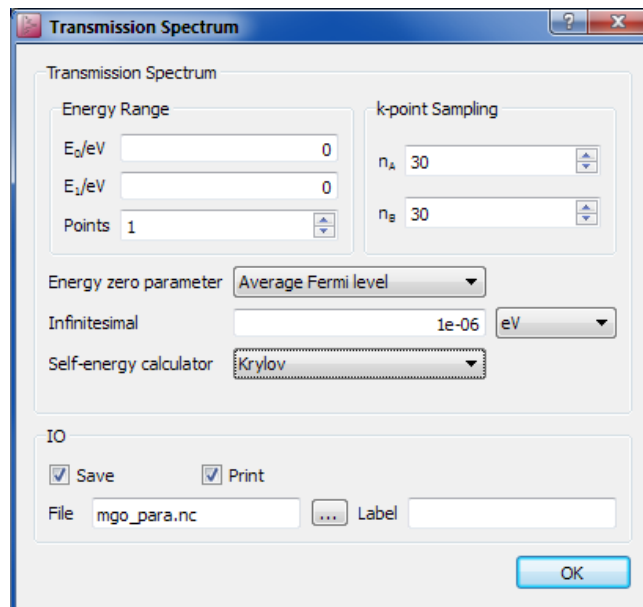 Transmission Spectrum
Transmission Spectrum
Energy Range
E₀/eV 0
E₁/eV 0
Points 1
k-point Sampling
nA 30
nB 30
Energy zero parameter Average Fermi level
Infinitesimal 1e-06 eV
Self-energy calculator Krylov
IO
Save Print
File mgo_para.nc ... Label
OK